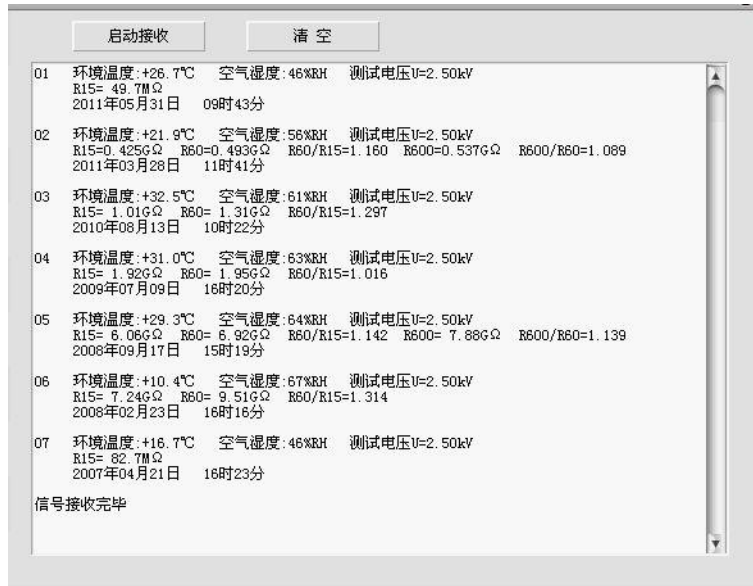 启动接收 清 空
01 环境温度:+26.7℃ 空气湿度:46%RH 测试电压U=2.50kV
R15= 49.7MΩ
2011年05月31日 09时43分
02 环境温度:+21.9℃ 空气湿度:56%RH 测试电压U=2.50kV
R15=0.425GΩ R60=0.493GΩ R60/R15=1.160 R600=0.537GΩ R600/R60=1.089
2011年03月28日 11时41分
03 环境温度:+32.5℃ 空气湿度:61%RH 测试电压U=2.50kV
R15= 1.01GΩ R60= 1.31GΩ R60/R15=1.297
2010年08月13日 10时22分
04 环境温度:+31.0℃ 空气湿度:63%RH 测试电压U=2.50kV
R15= 1.92GΩ R60= 1.95GΩ R60/R15=1.016
2009年07月09日 16时20分
05 环境温度:+29.3℃ 空气湿度:64%RH 测试电压U=2.50kV
R15= 6.06GΩ R60= 6.92GΩ R60/R15=1.142 R600= 7.88GΩ R600/R60=1.139
2008年09月17日 15时19分
06 环境温度:+10.4℃ 空气湿度:67%RH 测试电压U=2.50kV
R15= 7.24GΩ R60= 9.51GΩ R60/R15=1.314
2008年02月23日 16时16分
07 环境温度:+16.7℃ 空气湿度:46%RH 测试电压U=2.50kV
R15= 82.7MΩ
2007年04月21日 16时23分
信号接收完毕